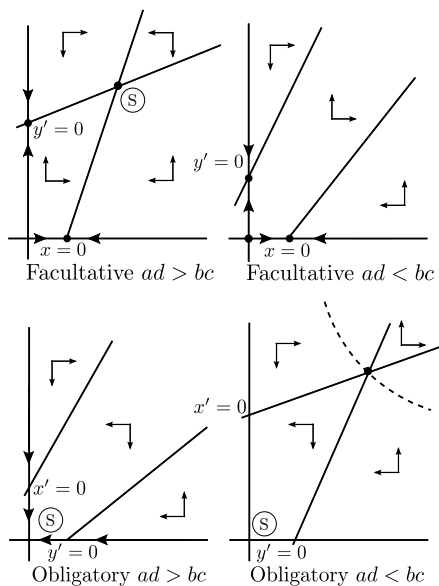 S
y′ = 0
x = 0
Facultative ad > bc
y′ = 0
x = 0
Facultative ad < bc
x′ = 0
S
y′ = 0
Obligatory ad > bc
x′ = 0
S
y′ = 0
Obligatory ad < bc